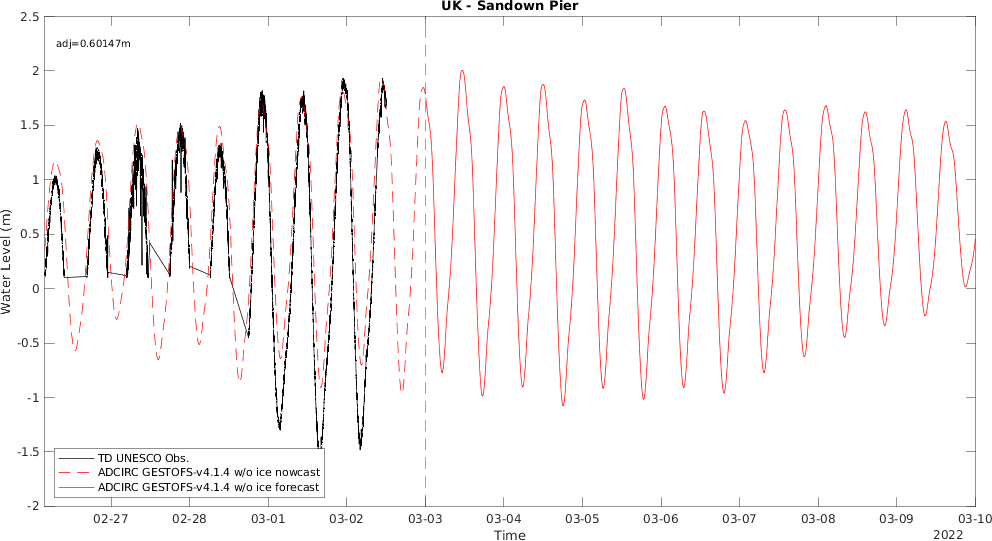 UK - Sandown Pier
adj=0.60147m
Water Level (m)
2.5
2
1.5
1
0.5
0
-0.5
-1
-1.5
-2
TD UNESCO Obs.
ADCIRC GESTOFS-v4.1.4 w/o ice nowcast
ADCIRC GESTOFS-v4.1.4 w/o ice forecast
02-27 02-28 03-01 03-02 03-03 03-04 03-05 03-06 03-07 03-08 03-09 03-10
Time
2022